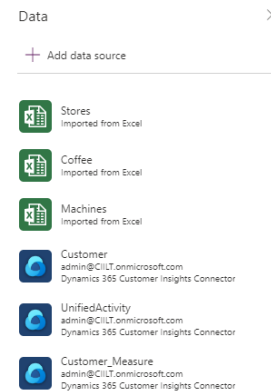 Data
Add data source
Stores
Imported from Excel
Coffee
Imported from Excel
Machines
Imported from Excel
Customer
admin@CIILT.onmicrosoft.com
Dynamics 365 Customer Insights Connector
UnifiedActivity
admin@CIILT.onmicrosoft.com
Dynamics 365 Customer Insights Connector
Customer_Measure
admin@CIILT.onmicrosoft.com
Dynamics 365 Customer Insights Connector